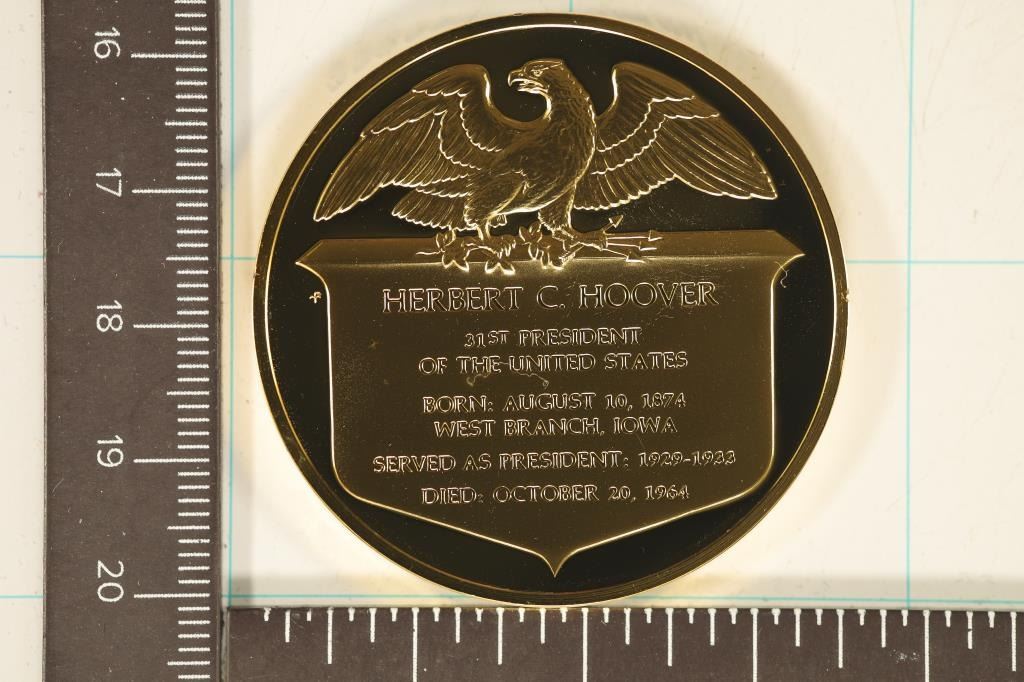 16
17
18
19
20
HERBERT C. HOOVER
31ST PRESIDENT
OF THE UNITED STATES
BORN: AUGUST 10, 1874
WEST BRANCH, IOWA
SERVED AS PRESIDENT: 1929-1933
DIED: OCTOBER 20, 1964